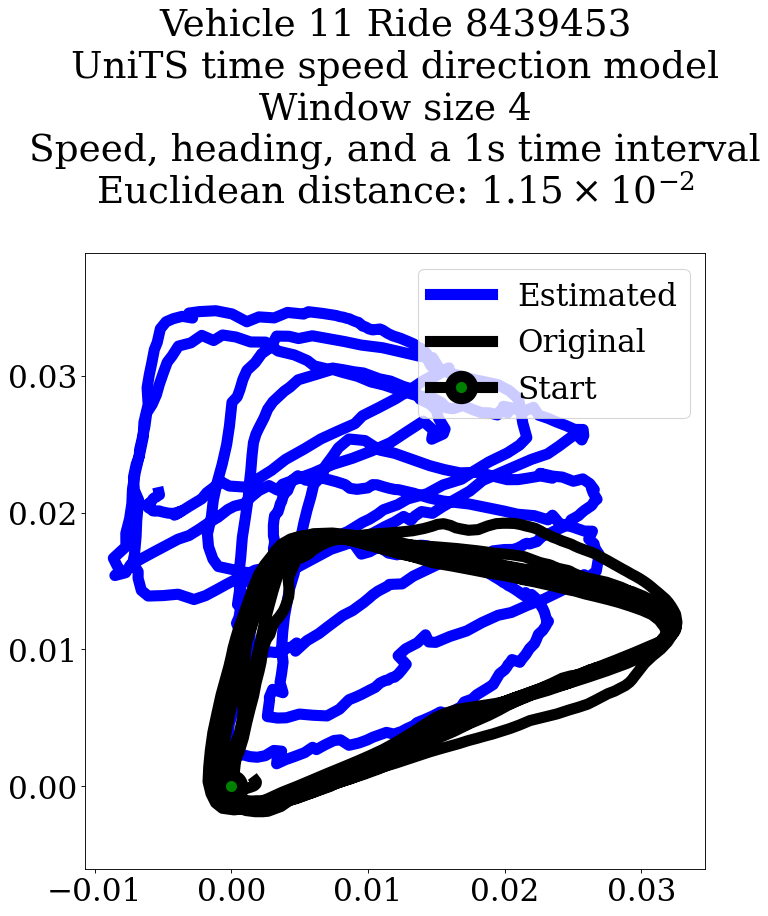 Vehicle 11 Ride 8439453
UniTS time speed direction model
Window size 4
Speed, heading, and a 1s time interval
Euclidean distance: 1.15 × 10⁻²
Estimated
Original
Start
0.03
0.02
0.01
0.00
−0.01 0.00 0.01 0.02 0.03